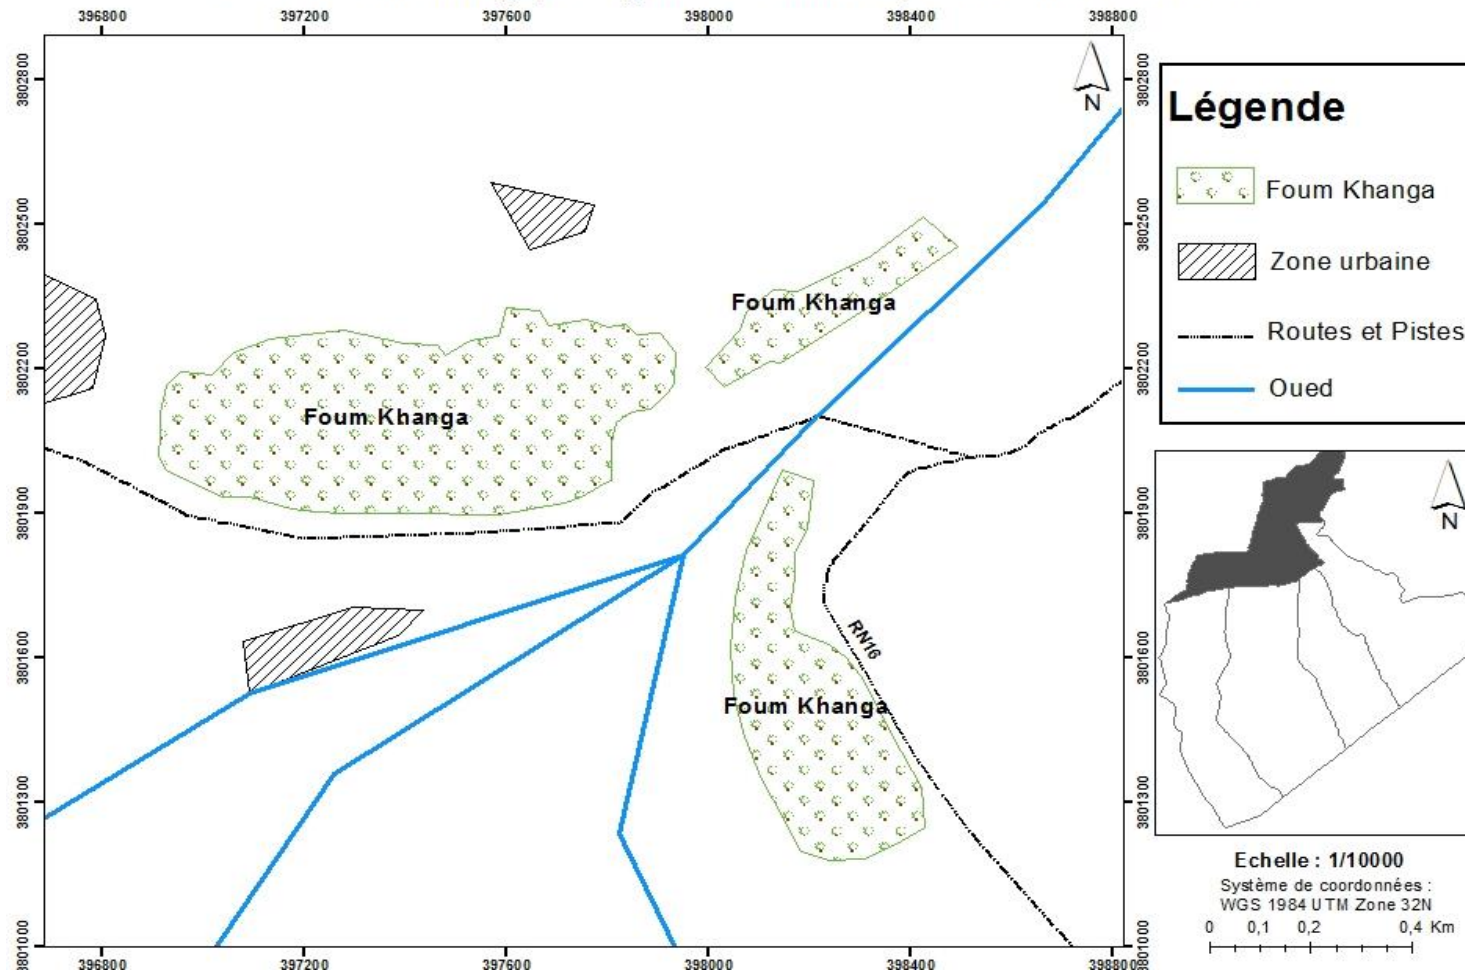 396800 397200 397600 398000 398400 398800
3802800
3802500
3802200
3801900
3801600
3801300
3801000
N
Foum Khanga
Foum Khanga
Foum Khanga
RN16
3802800
3802500
3802200
3801900
3801600
3801300
3801000
396800 397200 397600 398000 398400 398800
Légende
Foum Khanga
Zone urbaine
Routes et Pistes
Oued
N
Echelle : 1/10000
Système de coordonnées :
WGS 1984 UTM Zone 32N
0 0,1 0,2 0,4 Km